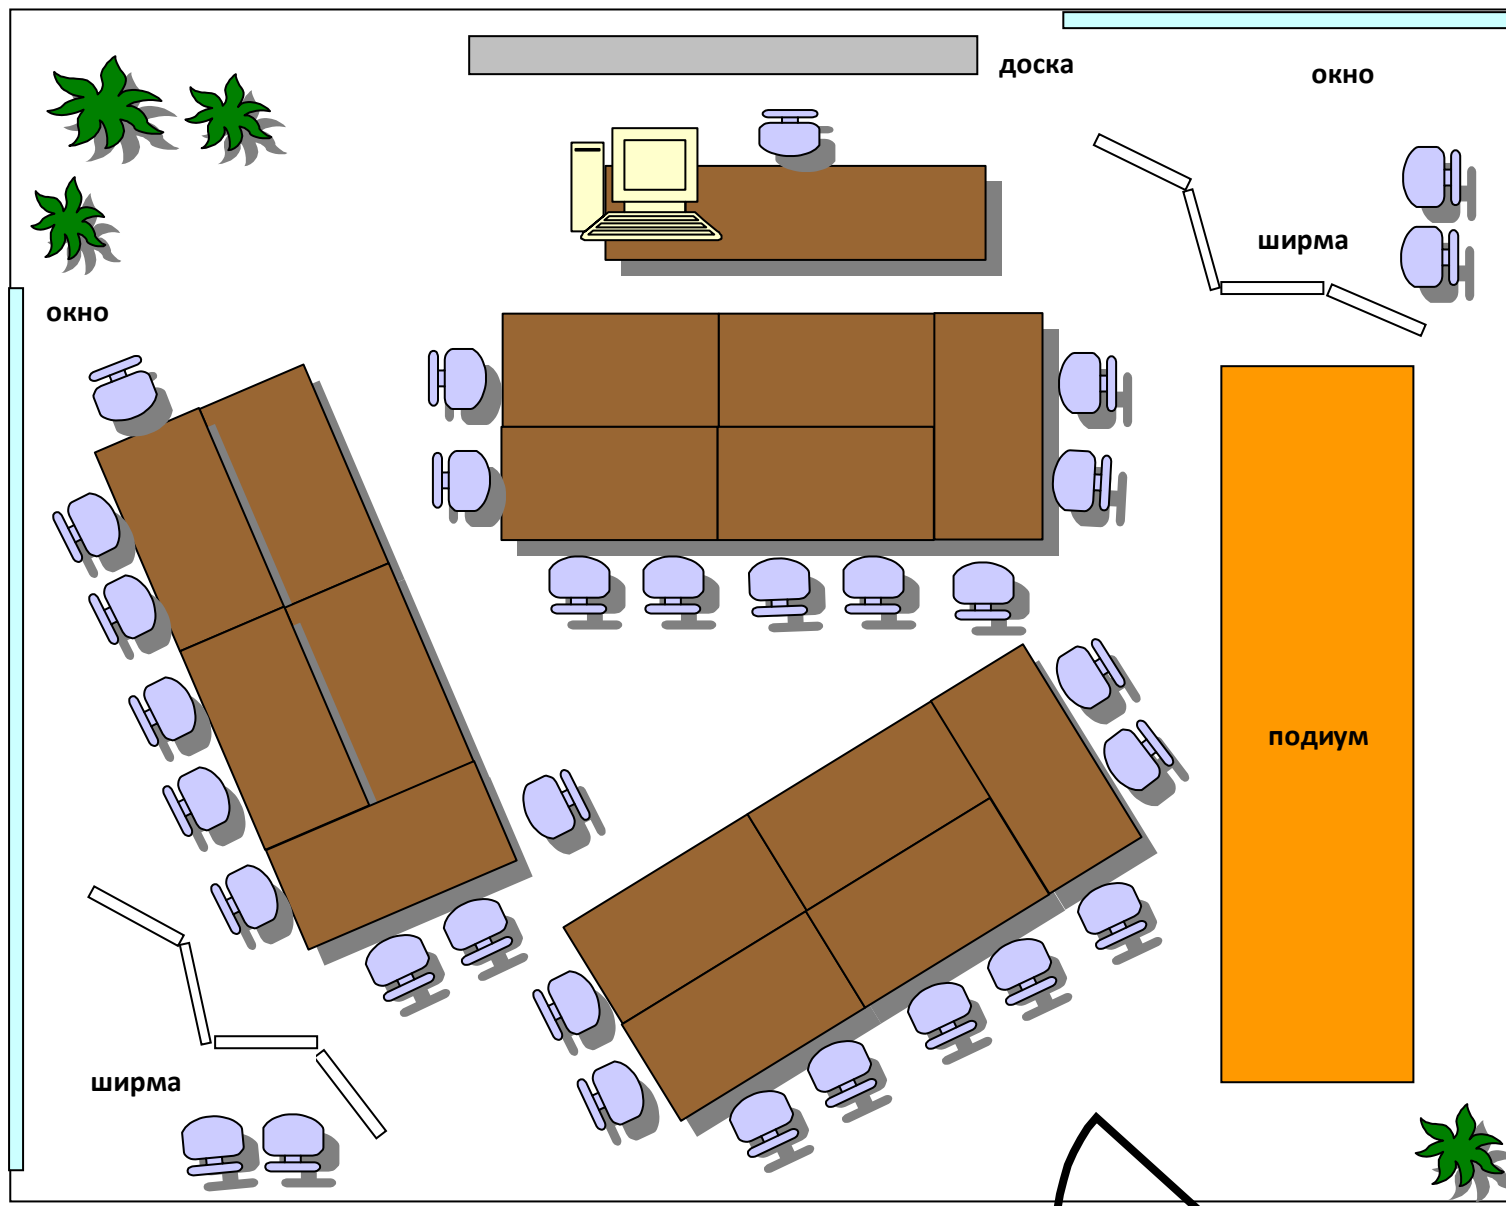 доска
окно
ширма
окно
подиум
ширма